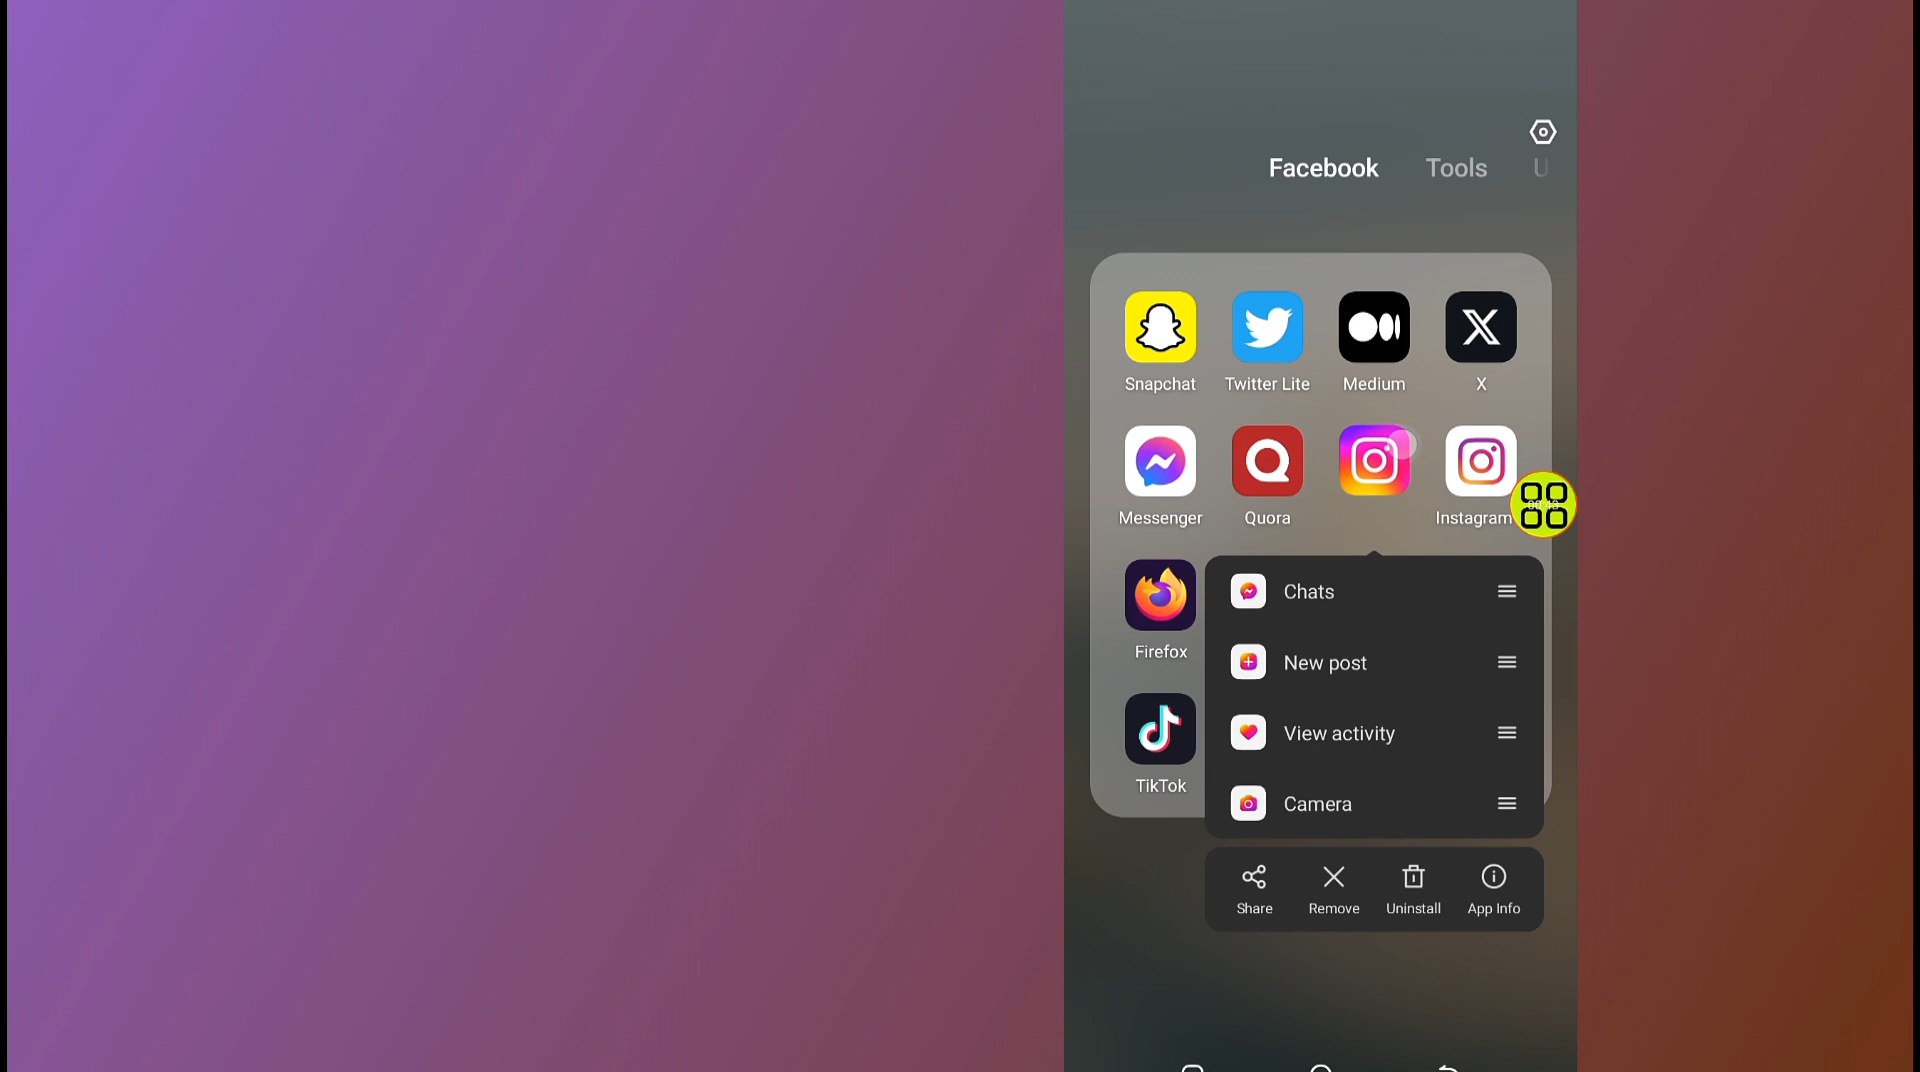 Facebook Tools U
Snapchat Twitter Lite Medium X
Messenger Quora Instagram
Chats
New post
Firefox
View activity
TikTok
Camera
Share Remove Uninstall App Info